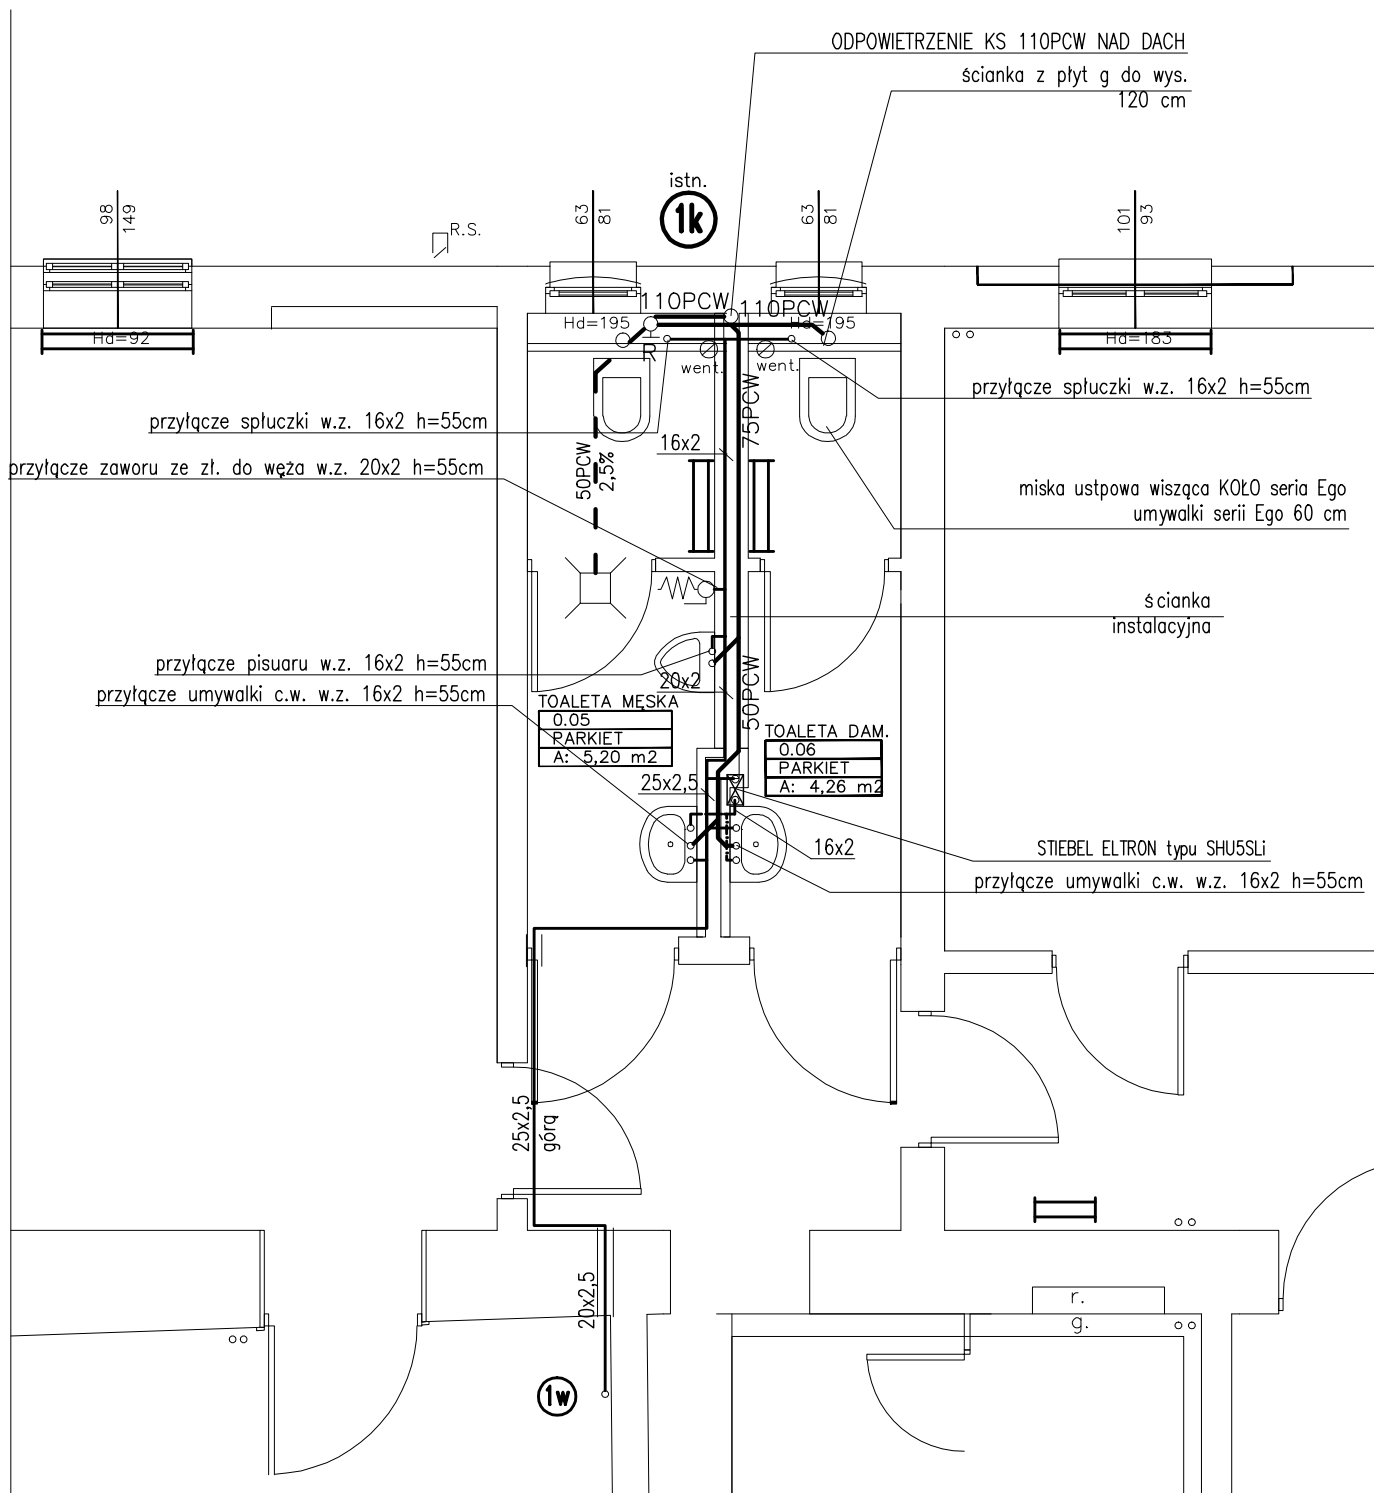 ODPOWIETRZENIE KS 110PCW NAD DACH
ścianka z płyt g do wys.
120 cm
istn.
1k
98
149
R.S.
63
81
63
81
101
93
110PCW
110PCW
Hd=92
Hd=195
Hd=195
Hd=183
R
went.
went.
przyłącze spłuczki w.z. 16x2 h=55cm
przyłącze spłuczki w.z. 16x2 h=55cm
75PCW
16x2
50PCW
2,5%
przyłącze zaworu ze zł. do węża w.z. 20x2 h=55cm
miska ustpowa wisząca KOŁO seria Ego
umywalki serii Ego 60 cm
ścianka
instalacyjna
przyłącze pisuaru w.z. 16x2 h=55cm
20x2
50PCW
przyłącze umywalki c.w. w.z. 16x2 h=55cm
TOALETA MĘSKA
0.05
PARKIET
A: 5,20 m2
TOALETA DAM.
0.06
PARKIET
A: 4,26 m2
25x2,5
16x2
STIEBEL ELTRON typu SHU5SLi
przyłącze umywalki c.w. w.z. 16x2 h=55cm
25x2,5
górą
20x2,5
r.
g.
1w